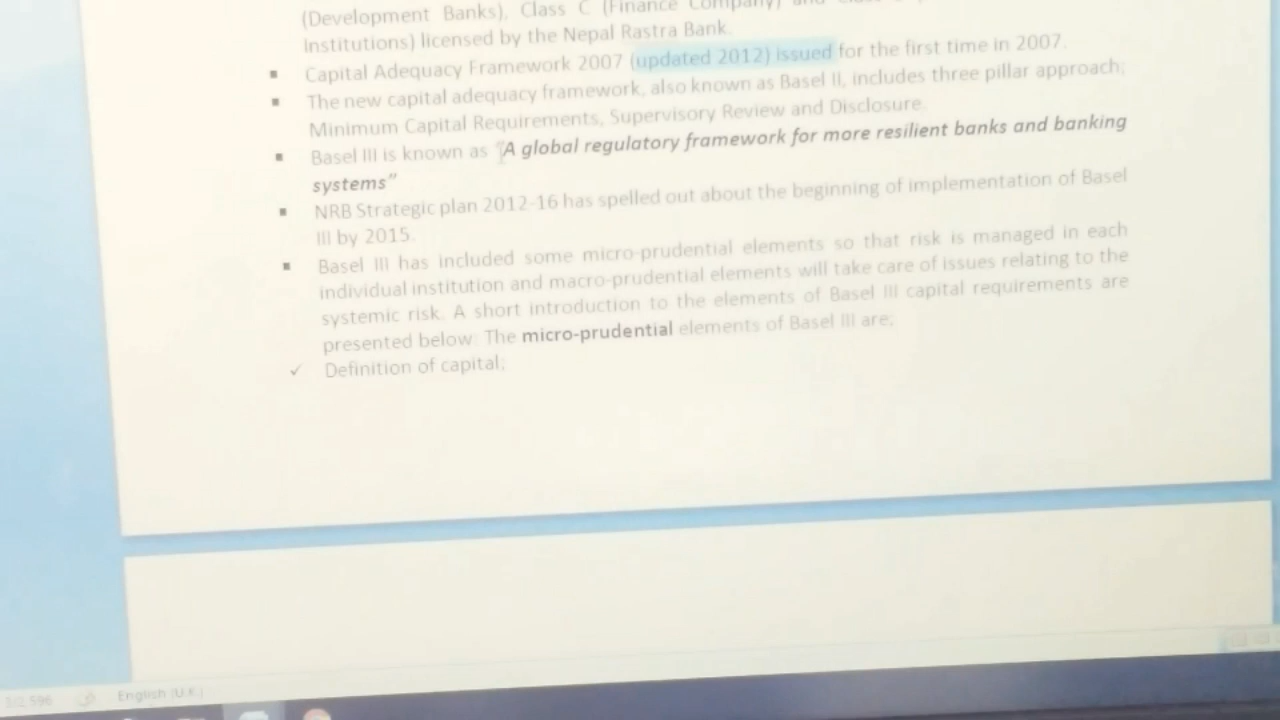 (Development Banks), Class C (Finance Company) and
Institutions) licensed by the Nepal Rastra Bank.
▪ Capital Adequacy Framework 2007 (updated 2012) issued for the first time in 2007.
▪ The new capital adequacy framework, also known as Basel II, includes three pillar approach;
Minimum Capital Requirements, Supervisory Review and Disclosure.
▪ Basel III is known as "A global regulatory framework for more resilient banks and banking
systems"
▪ NRB Strategic plan 2012-16 has spelled out about the beginning of implementation of Basel
III by 2015.
▪ Basel III has included some micro-prudential elements so that risk is managed in each
individual institution and macro-prudential elements will take care of issues relating to the
systemic risk. A short introduction to the elements of Basel III capital requirements are
presented below. The micro-prudential elements of Basel III are;
✓ Definition of capital;
English (U.K.)